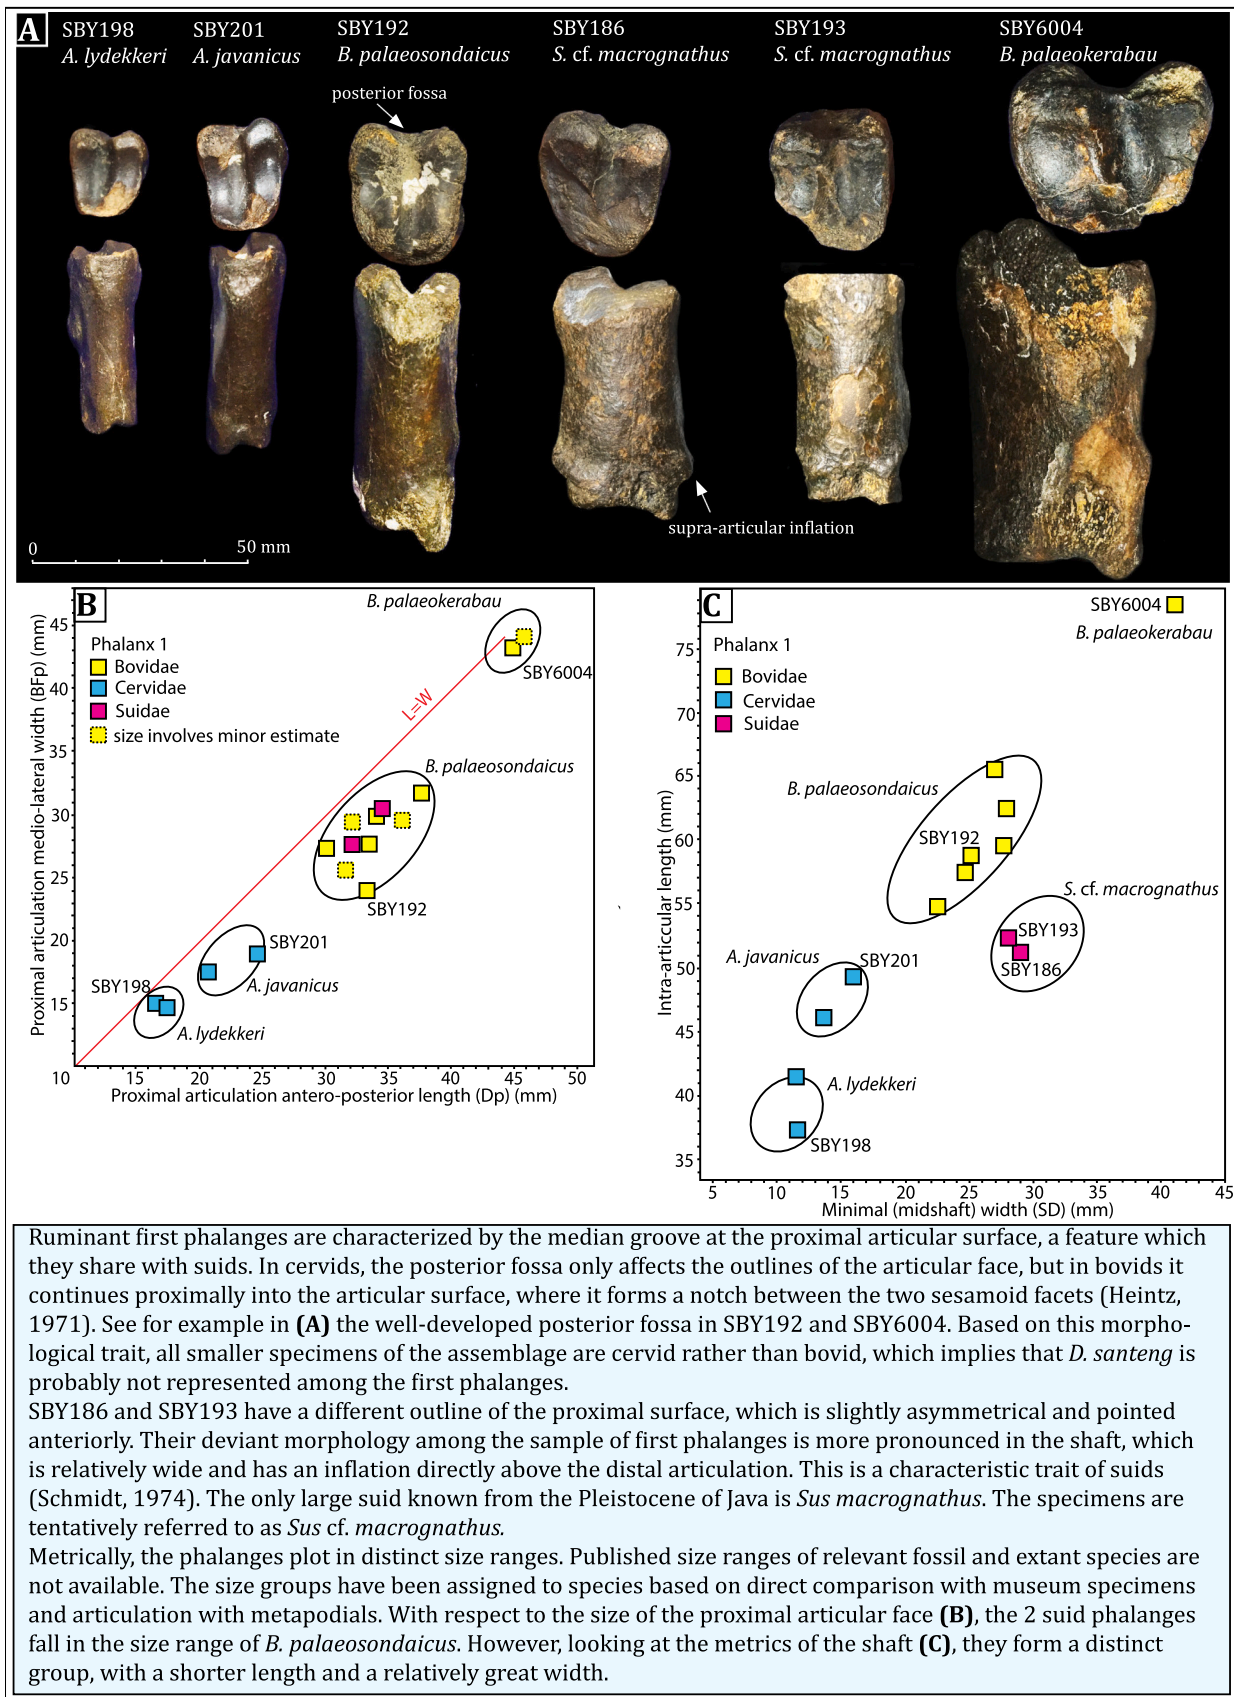 A
SBY198
A. lydekkeri
SBY201
A. javanicus
SBY192
B. palaeosondaicus
SBY186
S. cf. macrognathus
SBY193
S. cf. macrognathus
SBY6004
B. palaeokerabau
posterior fossa
supra-articular inflation
0
50 mm
B
Phalanx 1
Bovidae
Cervidae
Suidae
size involves minor estimate
B. palaeokerabau
SBY6004
L=W
B. palaeosondaicus
SBY192
SBY201
A. javanicus
SBY198
A. lydekkeri
45
40
35
30
25
20
15
10
15
20
25
30
35
40
45
50
Proximal articulation medio-lateral width (BFp) (mm)
Proximal articulation antero-posterior length (Dp) (mm)
C
Phalanx 1
Bovidae
Cervidae
Suidae
SBY6004
B. palaeokerabau
B. palaeosondaicus
SBY192
S. cf. macrognathus
SBY193
SBY186
A. javanicus
SBY201
A. lydekkeri
SBY198
75
70
65
60
55
50
45
40
35
5
10
15
20
25
30
35
40
45
Intra-articcular length (mm)
Minimal (midshaft) width (SD) (mm)
Ruminant first phalanges are characterized by the median groove at the proximal articular surface, a feature which
they share with suids. In cervids, the posterior fossa only affects the outlines of the articular face, but in bovids it
continues proximally into the articular surface, where it forms a notch between the two sesamoid facets (Heintz,
1971). See for example in (A) the well-developed posterior fossa in SBY192 and SBY6004. Based on this morpho-
logical trait, all smaller specimens of the assemblage are cervid rather than bovid, which implies that D. santeng is
probably not represented among the first phalanges.
SBY186 and SBY193 have a different outline of the proximal surface, which is slightly asymmetrical and pointed
anteriorly. Their deviant morphology among the sample of first phalanges is more pronounced in the shaft, which
is relatively wide and has an inflation directly above the distal articulation. This is a characteristic trait of suids
(Schmidt, 1974). The only large suid known from the Pleistocene of Java is Sus macrognathus. The specimens are
tentatively referred to as Sus cf. macrognathus.
Metrically, the phalanges plot in distinct size ranges. Published size ranges of relevant fossil and extant species are
not available. The size groups have been assigned to species based on direct comparison with museum specimens
and articulation with metapodials. With respect to the size of the proximal articular face (B), the 2 suid phalanges
fall in the size range of B. palaeosondaicus. However, looking at the metrics of the shaft (C), they form a distinct
group, with a shorter length and a relatively great width.